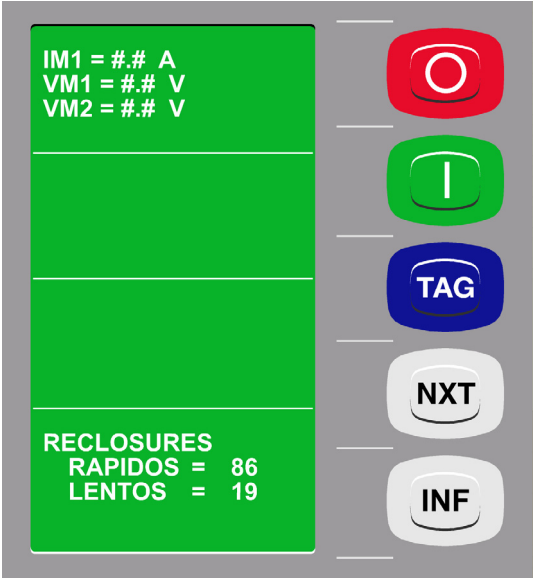 IM1 = #.# A
VM1 = #.# V
VM2 = #.# V
RECLOSURES
RAPIDOS = 86
LENTOS = 19
O
I
TAG
NXT
INF